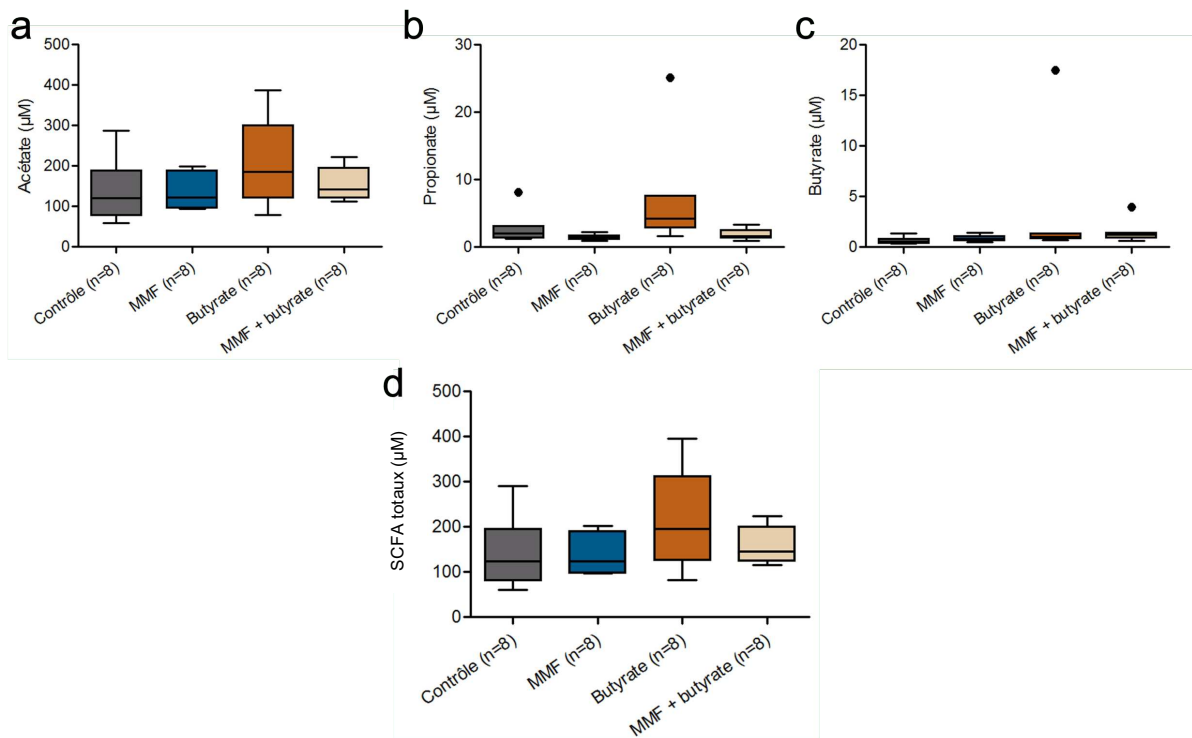 a
Acétate (µM)
500
400
300
200
100
0
Contrôle (n=8)
MMF (n=8)
Butyrate (n=8)
MMF + butyrate (n=8)
b
Propionate (µM)
30
20
10
0
Contrôle (n=8)
MMF (n=8)
Butyrate (n=8)
MMF + butyrate (n=8)
c
Butyrate (µM)
20
15
10
5
0
Contrôle (n=8)
MMF (n=8)
Butyrate (n=8)
MMF + butyrate (n=8)
d
SCFA totaux (µM)
500
400
300
200
100
0
Contrôle (n=8)
MMF (n=8)
Butyrate (n=8)
MMF + butyrate (n=8)